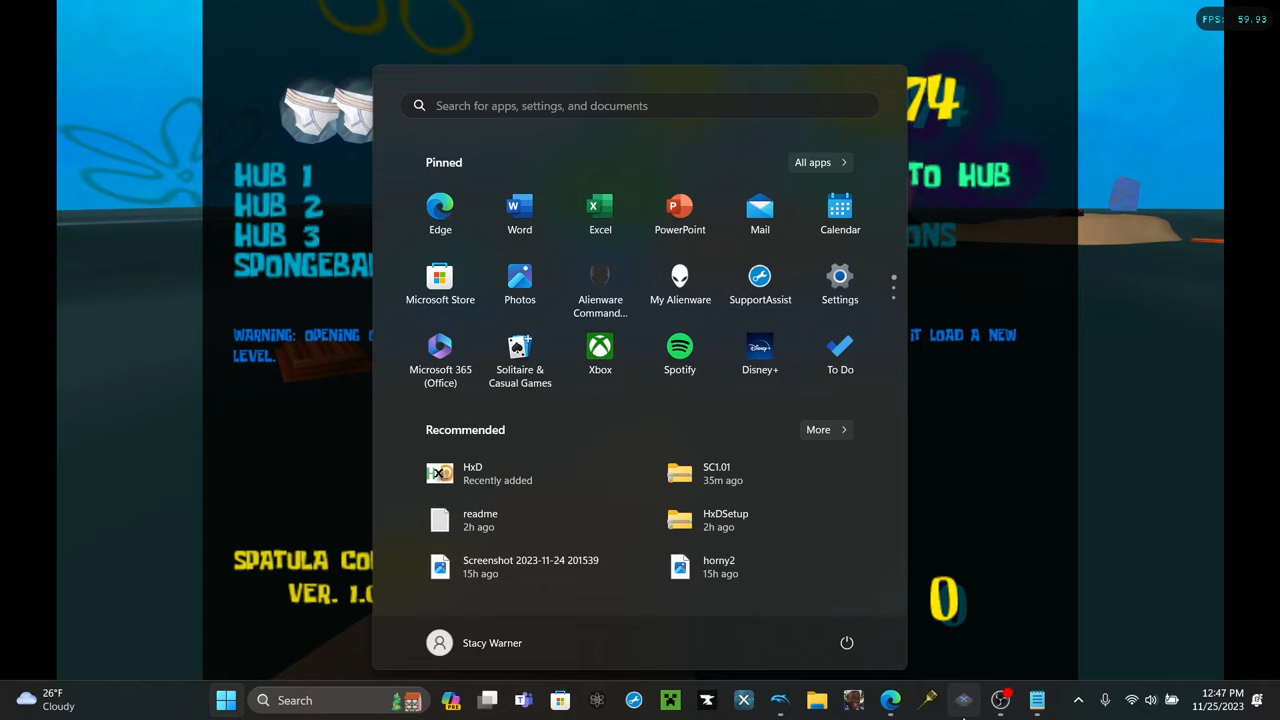 FPS: 59.93
Search for apps, settings, and documents
74
Pinned
All apps
HUB 1
TO HUB
HUB 2
Edge
Word
Excel
PowerPoint
Mail
Calendar
HUB 3
SPONGEBA
Microsoft Store
Photos
Alienware
Command...
My Alienware
SupportAssist
Settings
WARNING: OPENING
IT LOAD A NEW
LEVEL.
Microsoft 365
(Office)
Solitaire &
Casual Games
Xbox
Spotify
Disney+
To Do
Recommended
More
HxD
Recently added
SC1.01
35m ago
readme
2h ago
HxDSetup
2h ago
Screenshot 2023-11-24 201539
15h ago
horny2
15h ago
SPATULA CO
VER. 1.0
0
Stacy Warner
26°F
Cloudy
Search
PRE
12:47 PM
11/25/2023